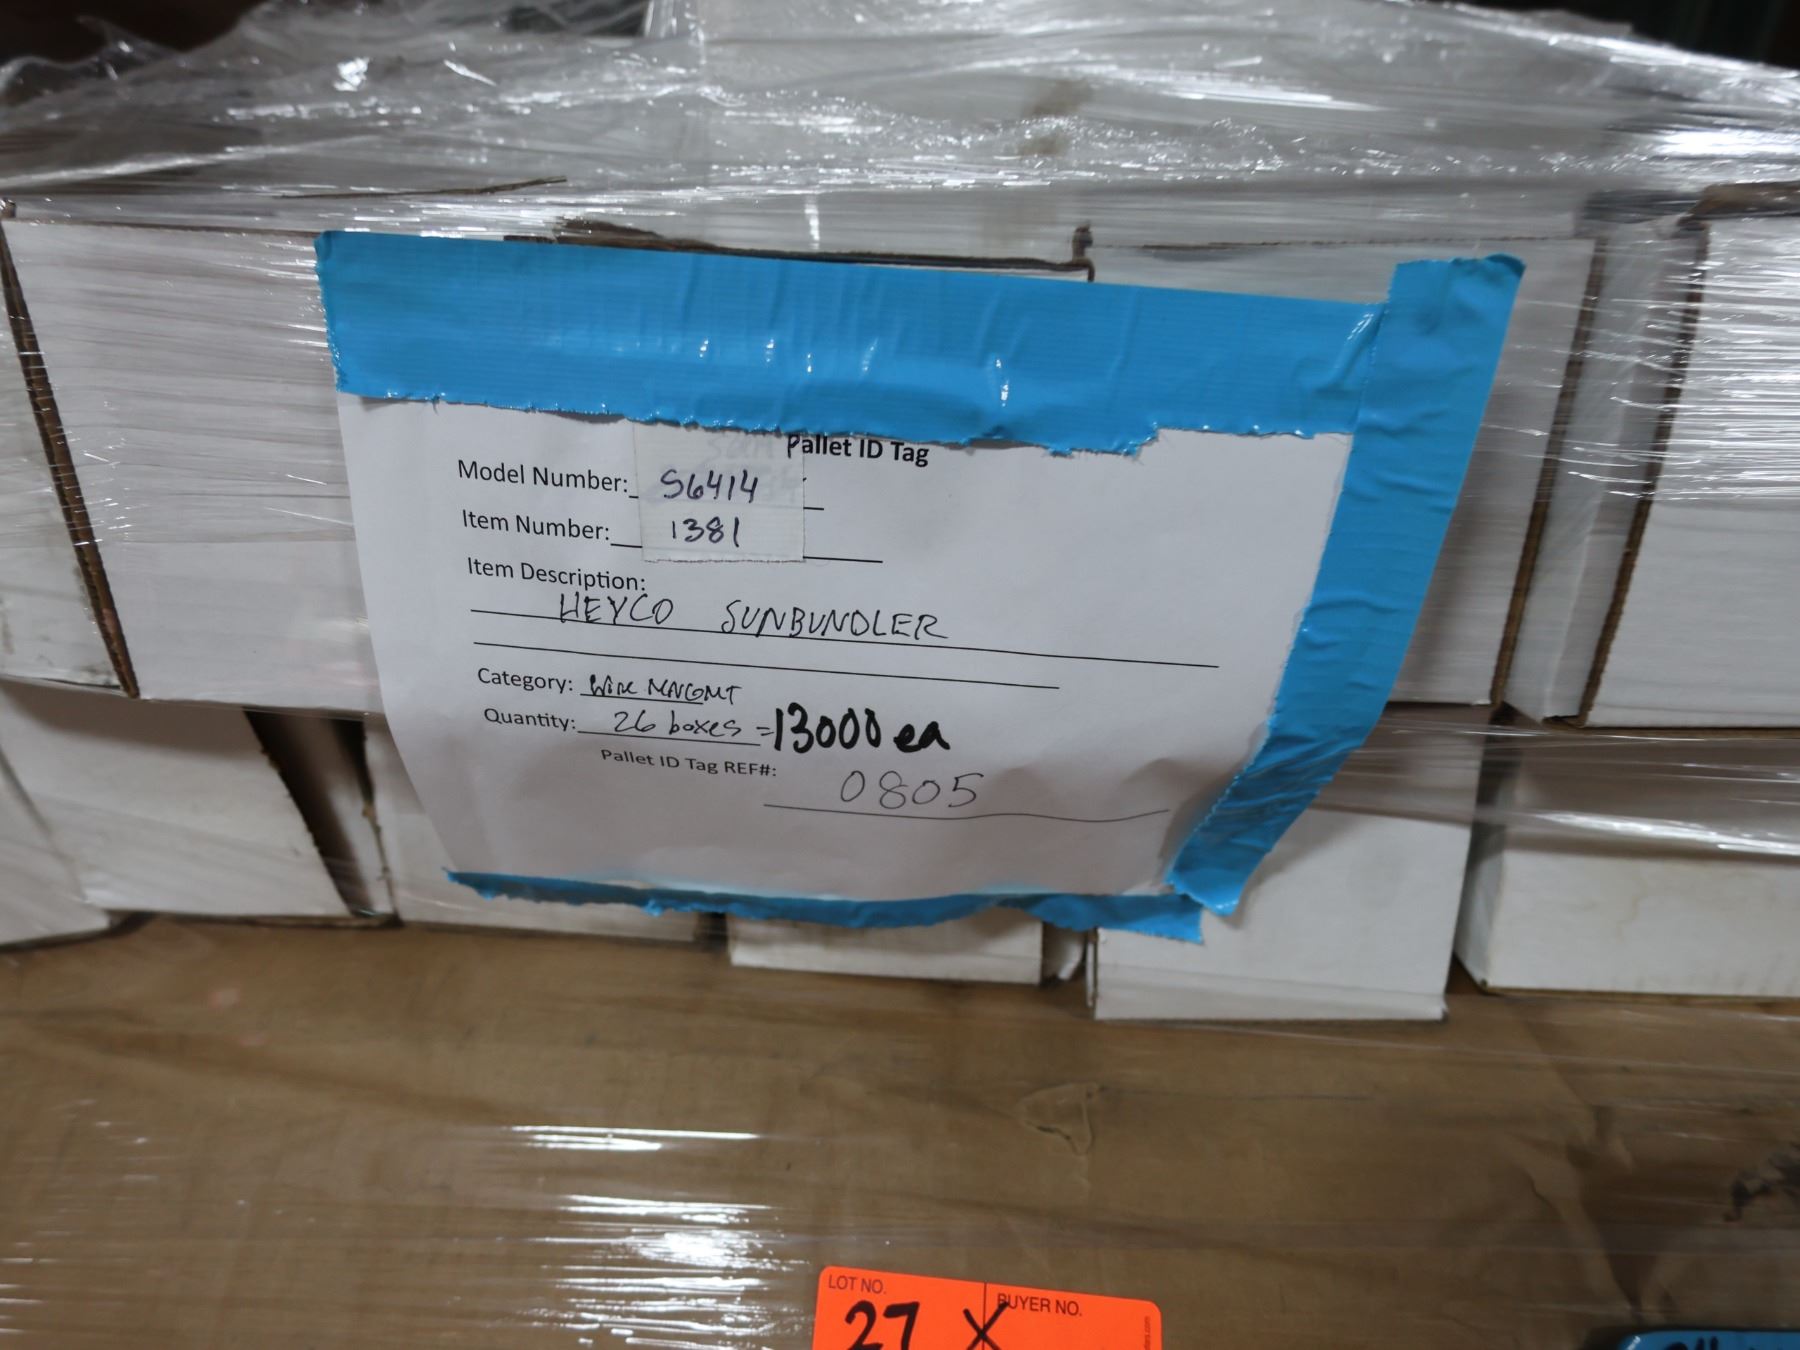 Pallet ID Tag
Model Number: S6414
Item Number: 1381
Item Description:
HEYCO SUNBUNDLER
Category: WIRE MNGMT
Quantity: 26 boxes = 13000 ea
Pallet ID Tag REF#: 0805
LOT NO. BUYER NO.
27 X